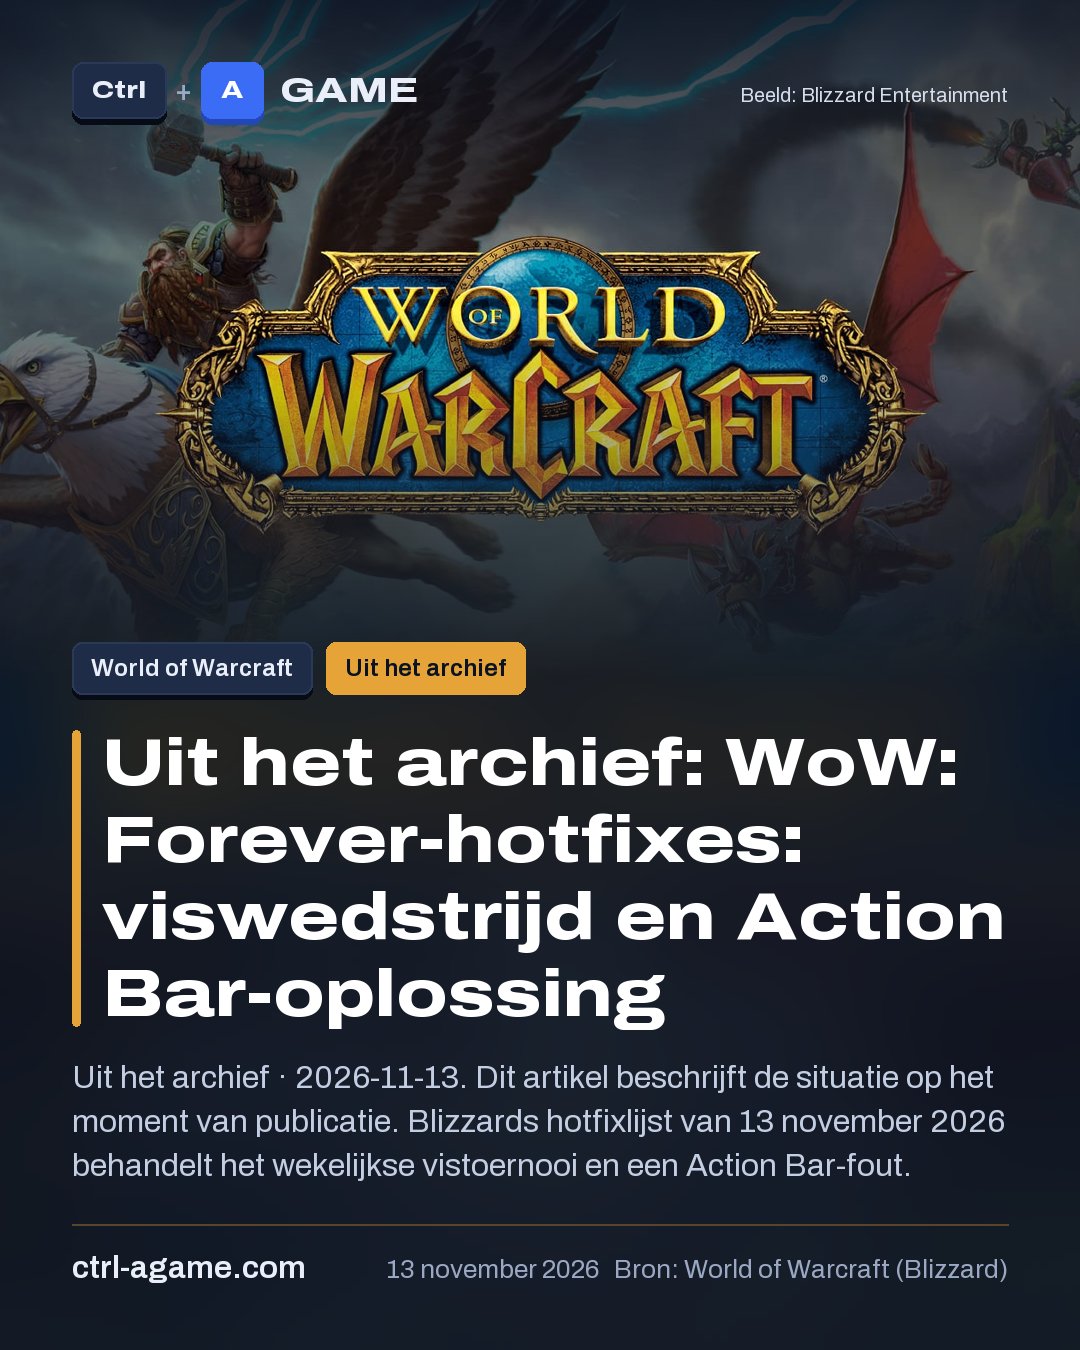 Ctrl + A GAME
Beeld: Blizzard Entertainment
WORLD OF
WARCRAFT®
World of Warcraft
Uit het archief
Uit het archief: WoW:
Forever-hotfixes:
viswedstrijd en Action
Bar-oplossing
Uit het archief · 2026-11-13. Dit artikel beschrijft de situatie op het
moment van publicatie. Blizzards hotfixlijst van 13 november 2026
behandelt het wekelijkse vistoernooi en een Action Bar-fout.
ctrl-agame.com
13 november 2026 Bron: World of Warcraft (Blizzard)